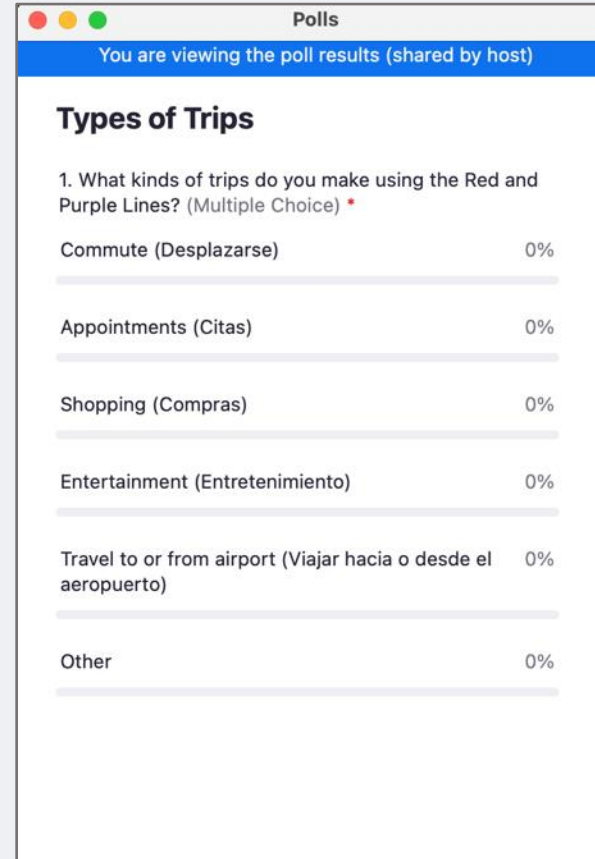 Polls
You are viewing the poll results (shared by host)
Types of Trips
1. What kinds of trips do you make using the Red and
Purple Lines? (Multiple Choice) *
Commute (Desplazarse) 0%
Appointments (Citas) 0%
Shopping (Compras) 0%
Entertainment (Entretenimiento) 0%
Travel to or from airport (Viajar hacia o desde el 0%
aeropuerto)
Other 0%